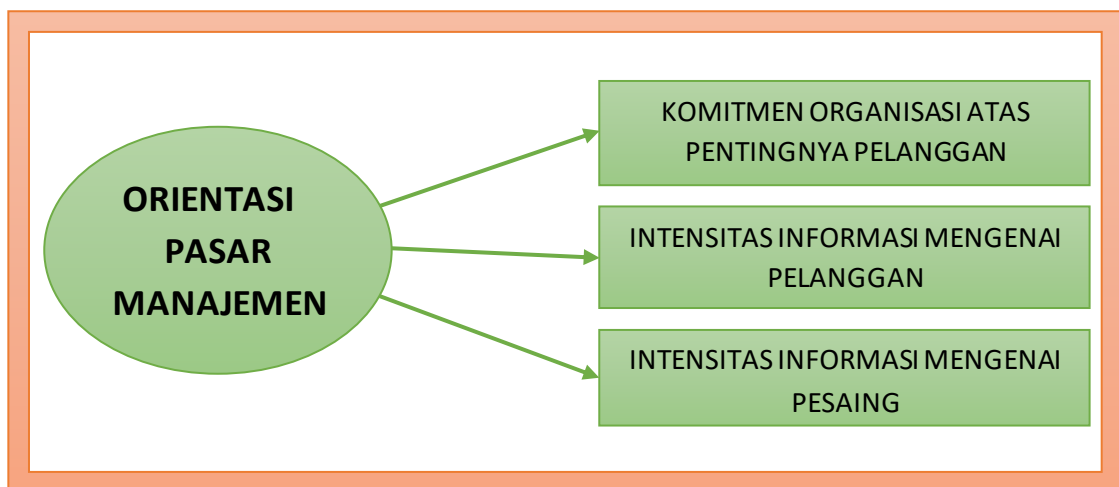 ORIENTASI
PASAR
MANAJEMEN
KOMITMEN ORGANISASI ATAS
PENTINGNYA PELANGGAN
INTENSITAS INFORMASI MENGENAI
PELANGGAN
INTENSITAS INFORMASI MENGENAI
PESAING